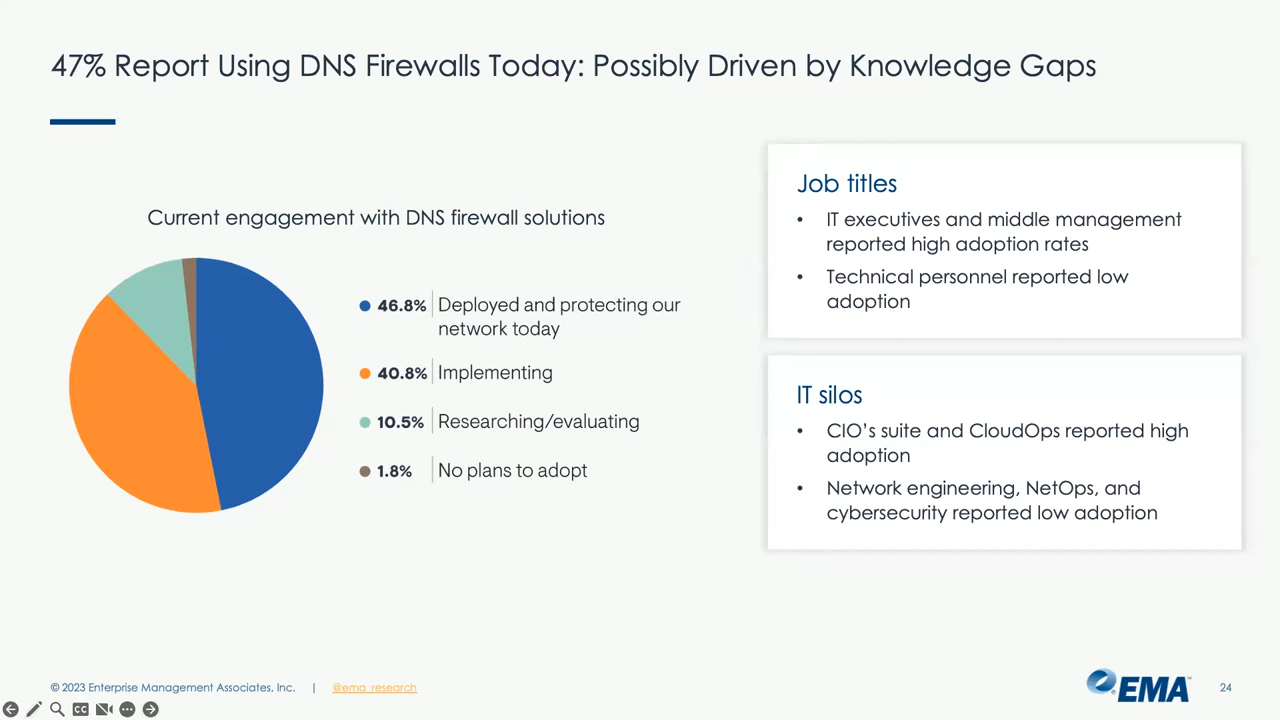 47% Report Using DNS Firewalls Today: Possibly Driven by Knowledge Gaps
Current engagement with DNS firewall solutions
46.8% Deployed and protecting our
network today
40.8% Implementing
10.5% Researching/evaluating
1.8% No plans to adopt
Job titles
• IT executives and middle management
reported high adoption rates
• Technical personnel reported low
adoption
IT silos
• CIO’s suite and CloudOps reported high
adoption
• Network engineering, NetOps, and
cybersecurity reported low adoption
© 2023 Enterprise Management Associates, Inc. | @ema_research
EMA™
24
CC